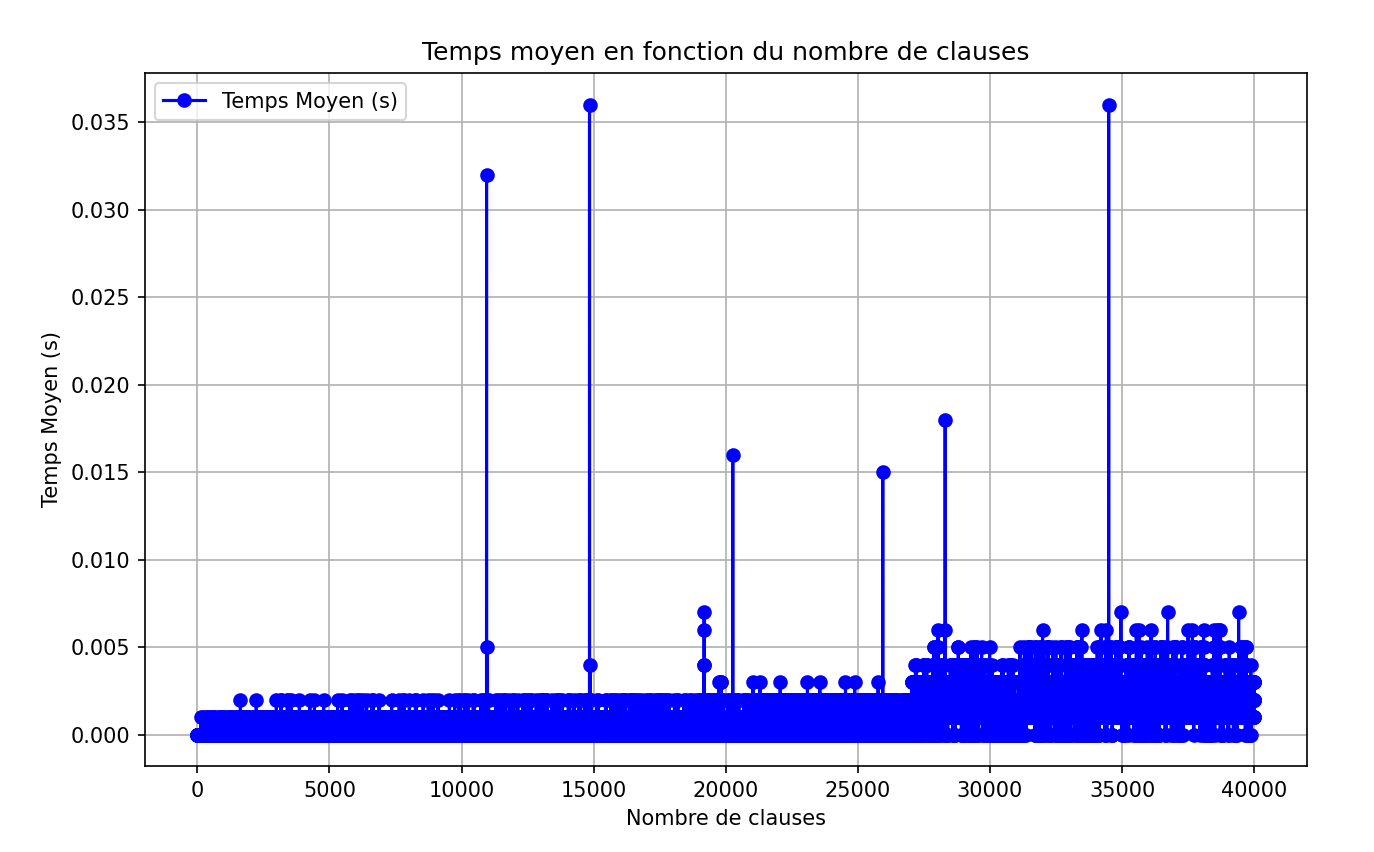 Temps moyen en fonction du nombre de clauses
Temps Moyen (s)
0.035
0.030
0.025
0.020
0.015
0.010
0.005
0.000
Temps Moyen (s)
0 5000 10000 15000 20000 25000 30000 35000 40000
Nombre de clauses